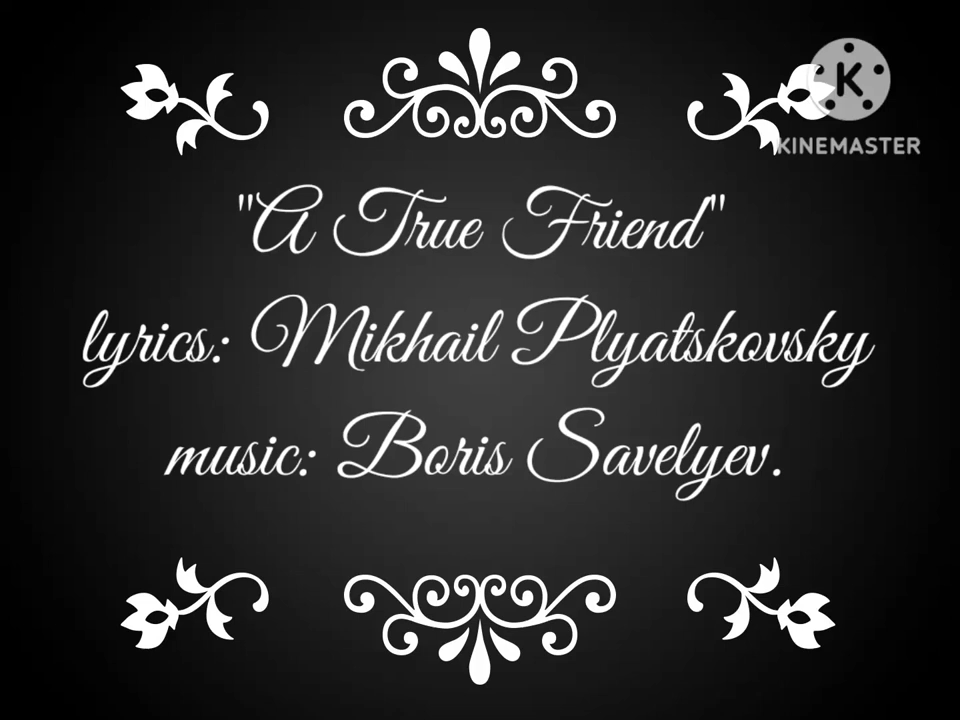 K
KINEMASTER
"A True Friend"
lyrics: Mikhail Plyatskovsky
music: Boris Savelyev.